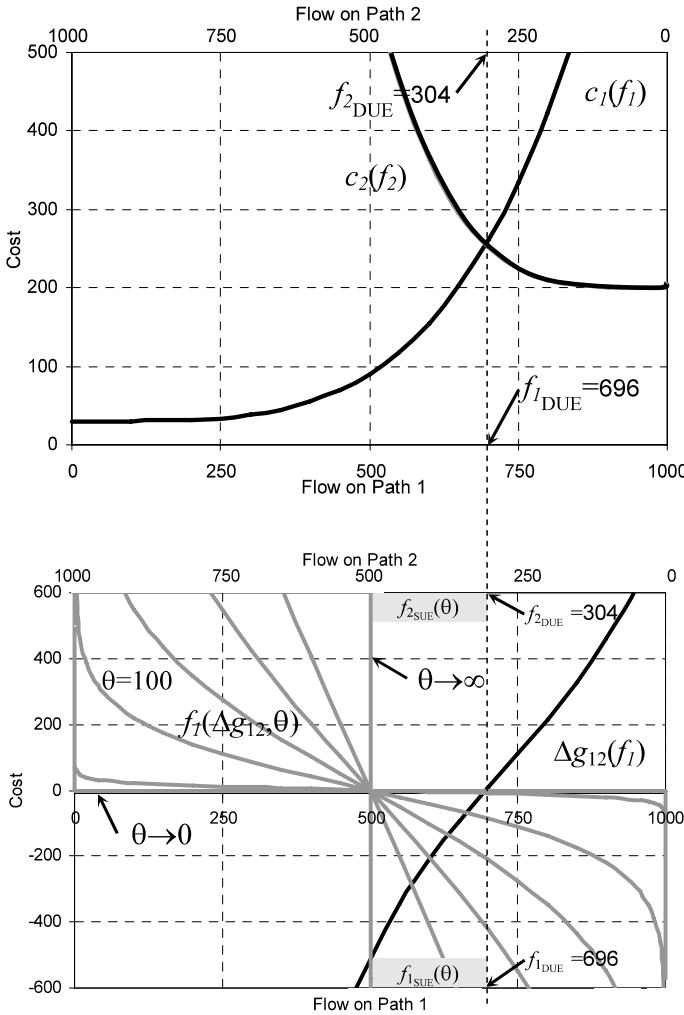 Flow on Path 2
1000 750 500 250 0
500
400
300
200
100
0
Cost
f2DUE=304
c1(f1)
c2(f2)
f1DUE=696
0 250 500 750 1000
Flow on Path 1
Flow on Path 2
1000 750 500 250 0
600
400
200
0
-200
-400
-600
Cost
f2SUE(θ)
f2DUE =304
θ=100
θ→∞
f1(Δg12,θ)
Δg12(f1)
0 250 750 1000
θ→0
f1SUE(θ)
f1DUE =696
Flow on Path 1